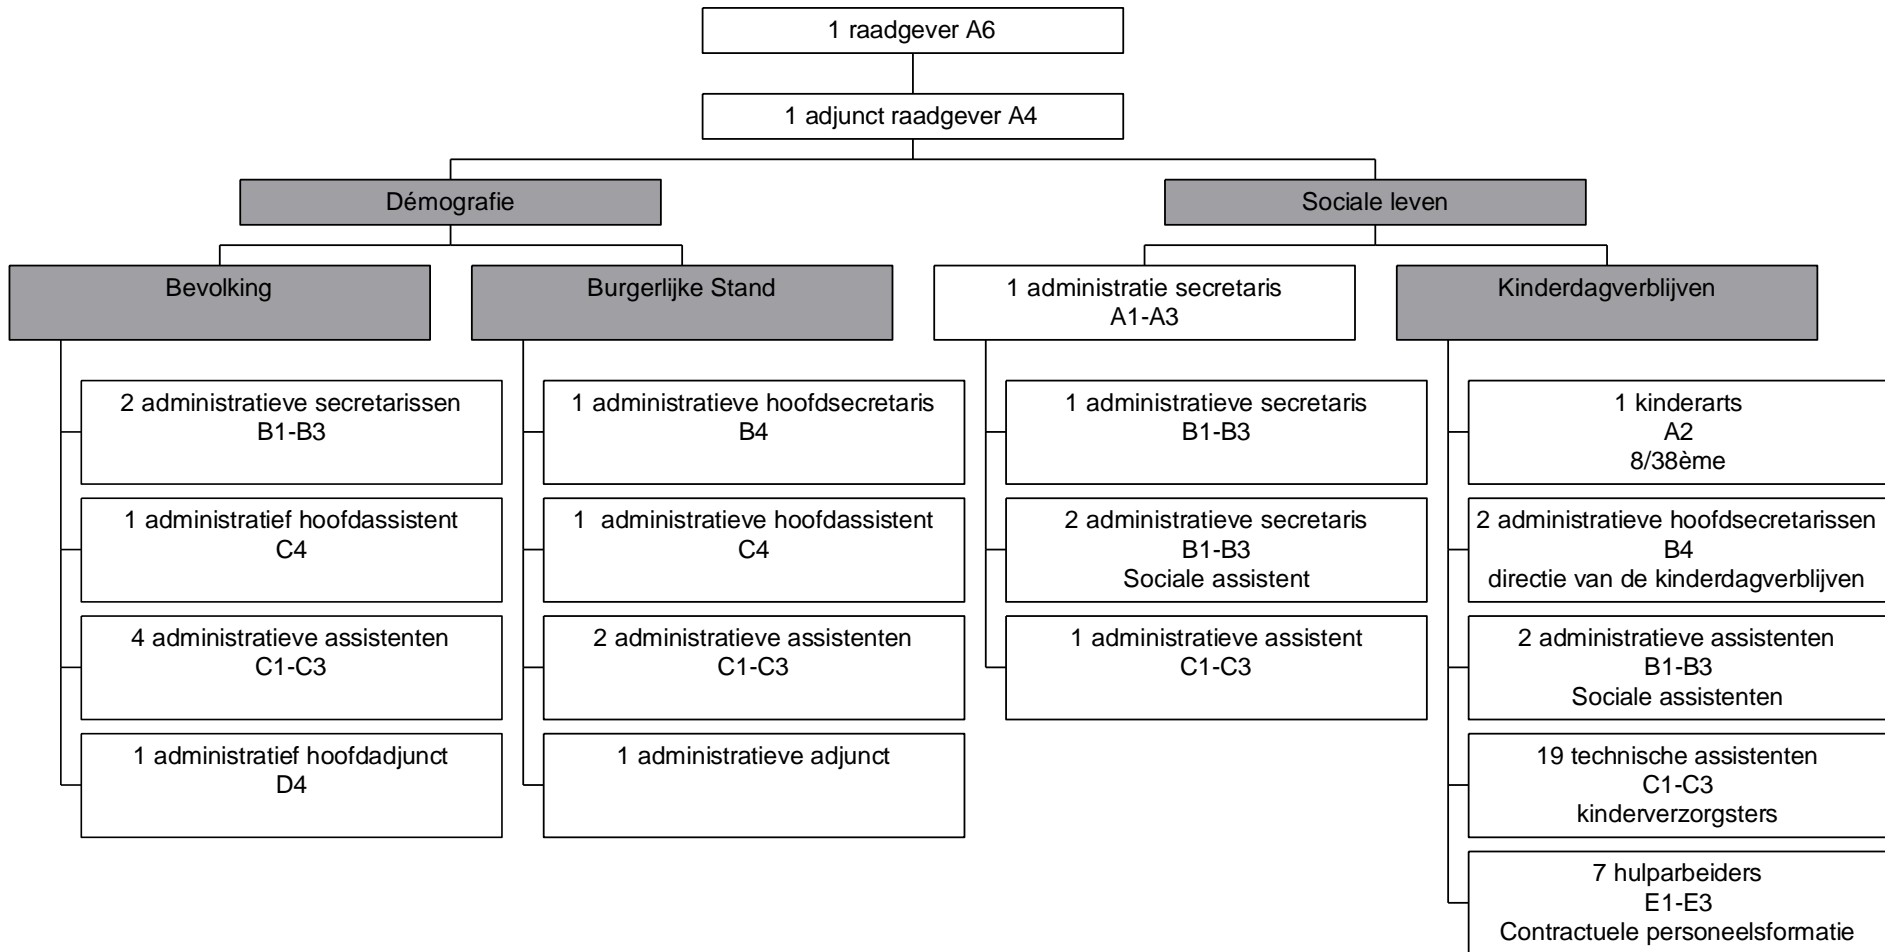 1 raadgever A6
1 adjunct raadgever A4
Démografie
Sociale leven
Bevolking
Burgerlijke Stand
1 administratie secretaris
A1-A3
Kinderdagverblijven
2 administratieve secretarissen
B1-B3
1 administratief hoofdassistent
C4
4 administratieve assistenten
C1-C3
1 administratief hoofdadjunct
D4
1 administratieve hoofdsecretaris
B4
1 administratieve hoofdassistent
C4
2 administratieve assistenten
C1-C3
1 administratieve adjunct
1 administratieve secretaris
B1-B3
2 administratieve secretaris
B1-B3
Sociale assistent
1 administratieve assistent
C1-C3
1 kinderarts
A2
8/38ème
2 administratieve hoofdsecretarissen
B4
directie van de kinderdagverblijven
2 administratieve assistenten
B1-B3
Sociale assistenten
19 technische assistenten
C1-C3
kinderverzorgsters
7 hulparbeiders
E1-E3
Contractuele personeelsformatie